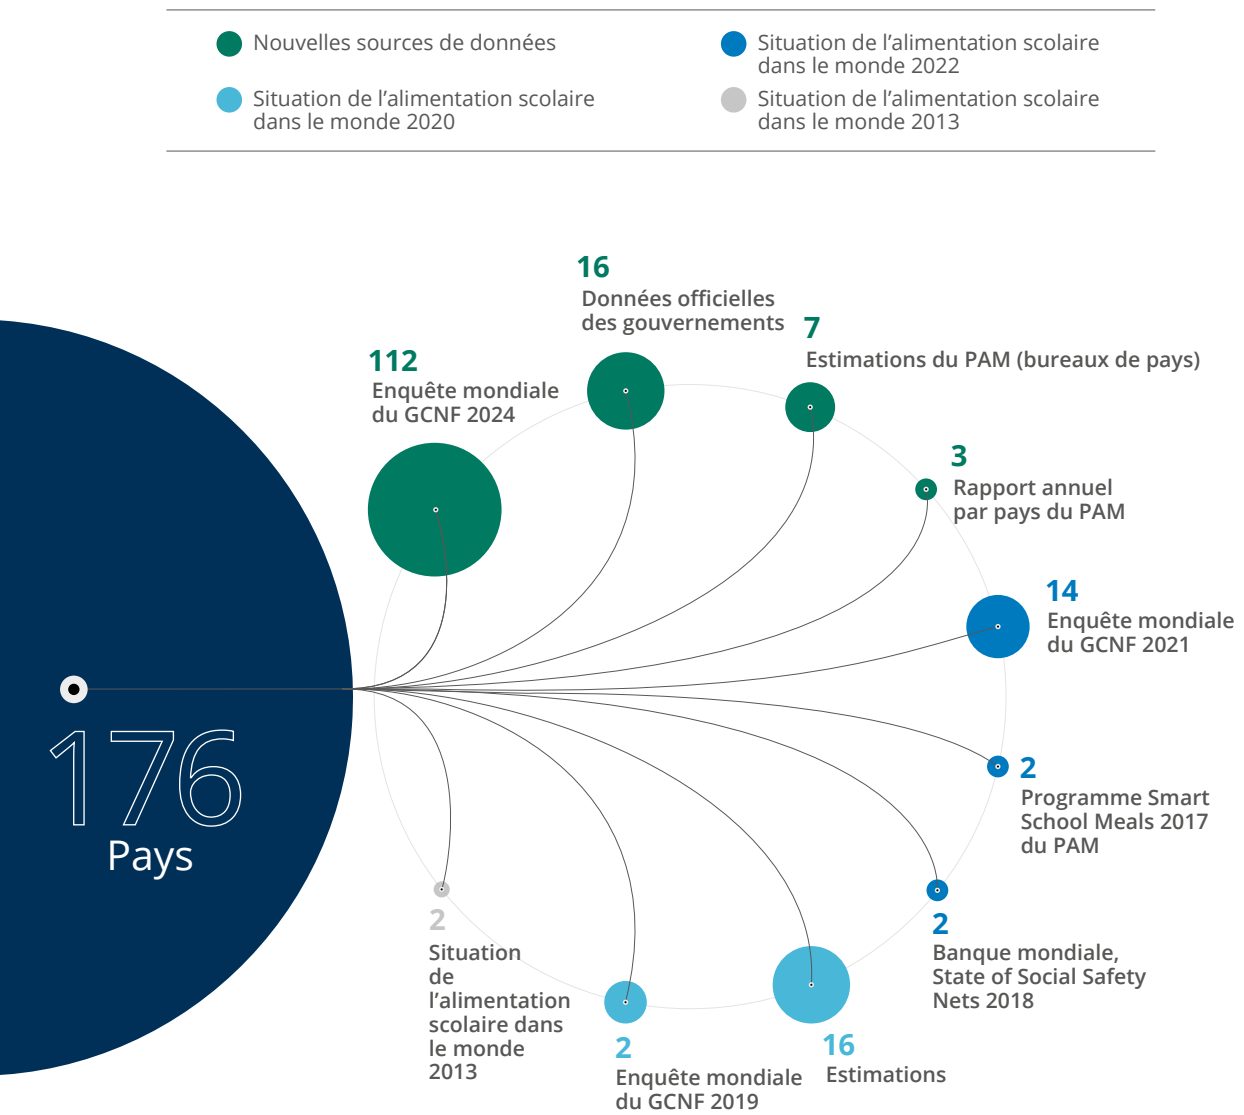 Nouvelles sources de données
Situation de l’alimentation scolaire
dans le monde 2022
Situation de l’alimentation scolaire
dans le monde 2020
Situation de l’alimentation scolaire
dans le monde 2013
16
Données officielles
des gouvernements
7
Estimations du PAM (bureaux de pays)
112
Enquête mondiale
du GCNF 2024
3
Rapport annuel
par pays du PAM
14
Enquête mondiale
du GCNF 2021
176
Pays
2
Programme Smart
School Meals 2017
du PAM
2
Banque mondiale,
State of Social Safety
Nets 2018
2
Situation
de
l’alimentation
scolaire dans
le monde
2013
2
Enquête mondiale
du GCNF 2019
16
Estimations